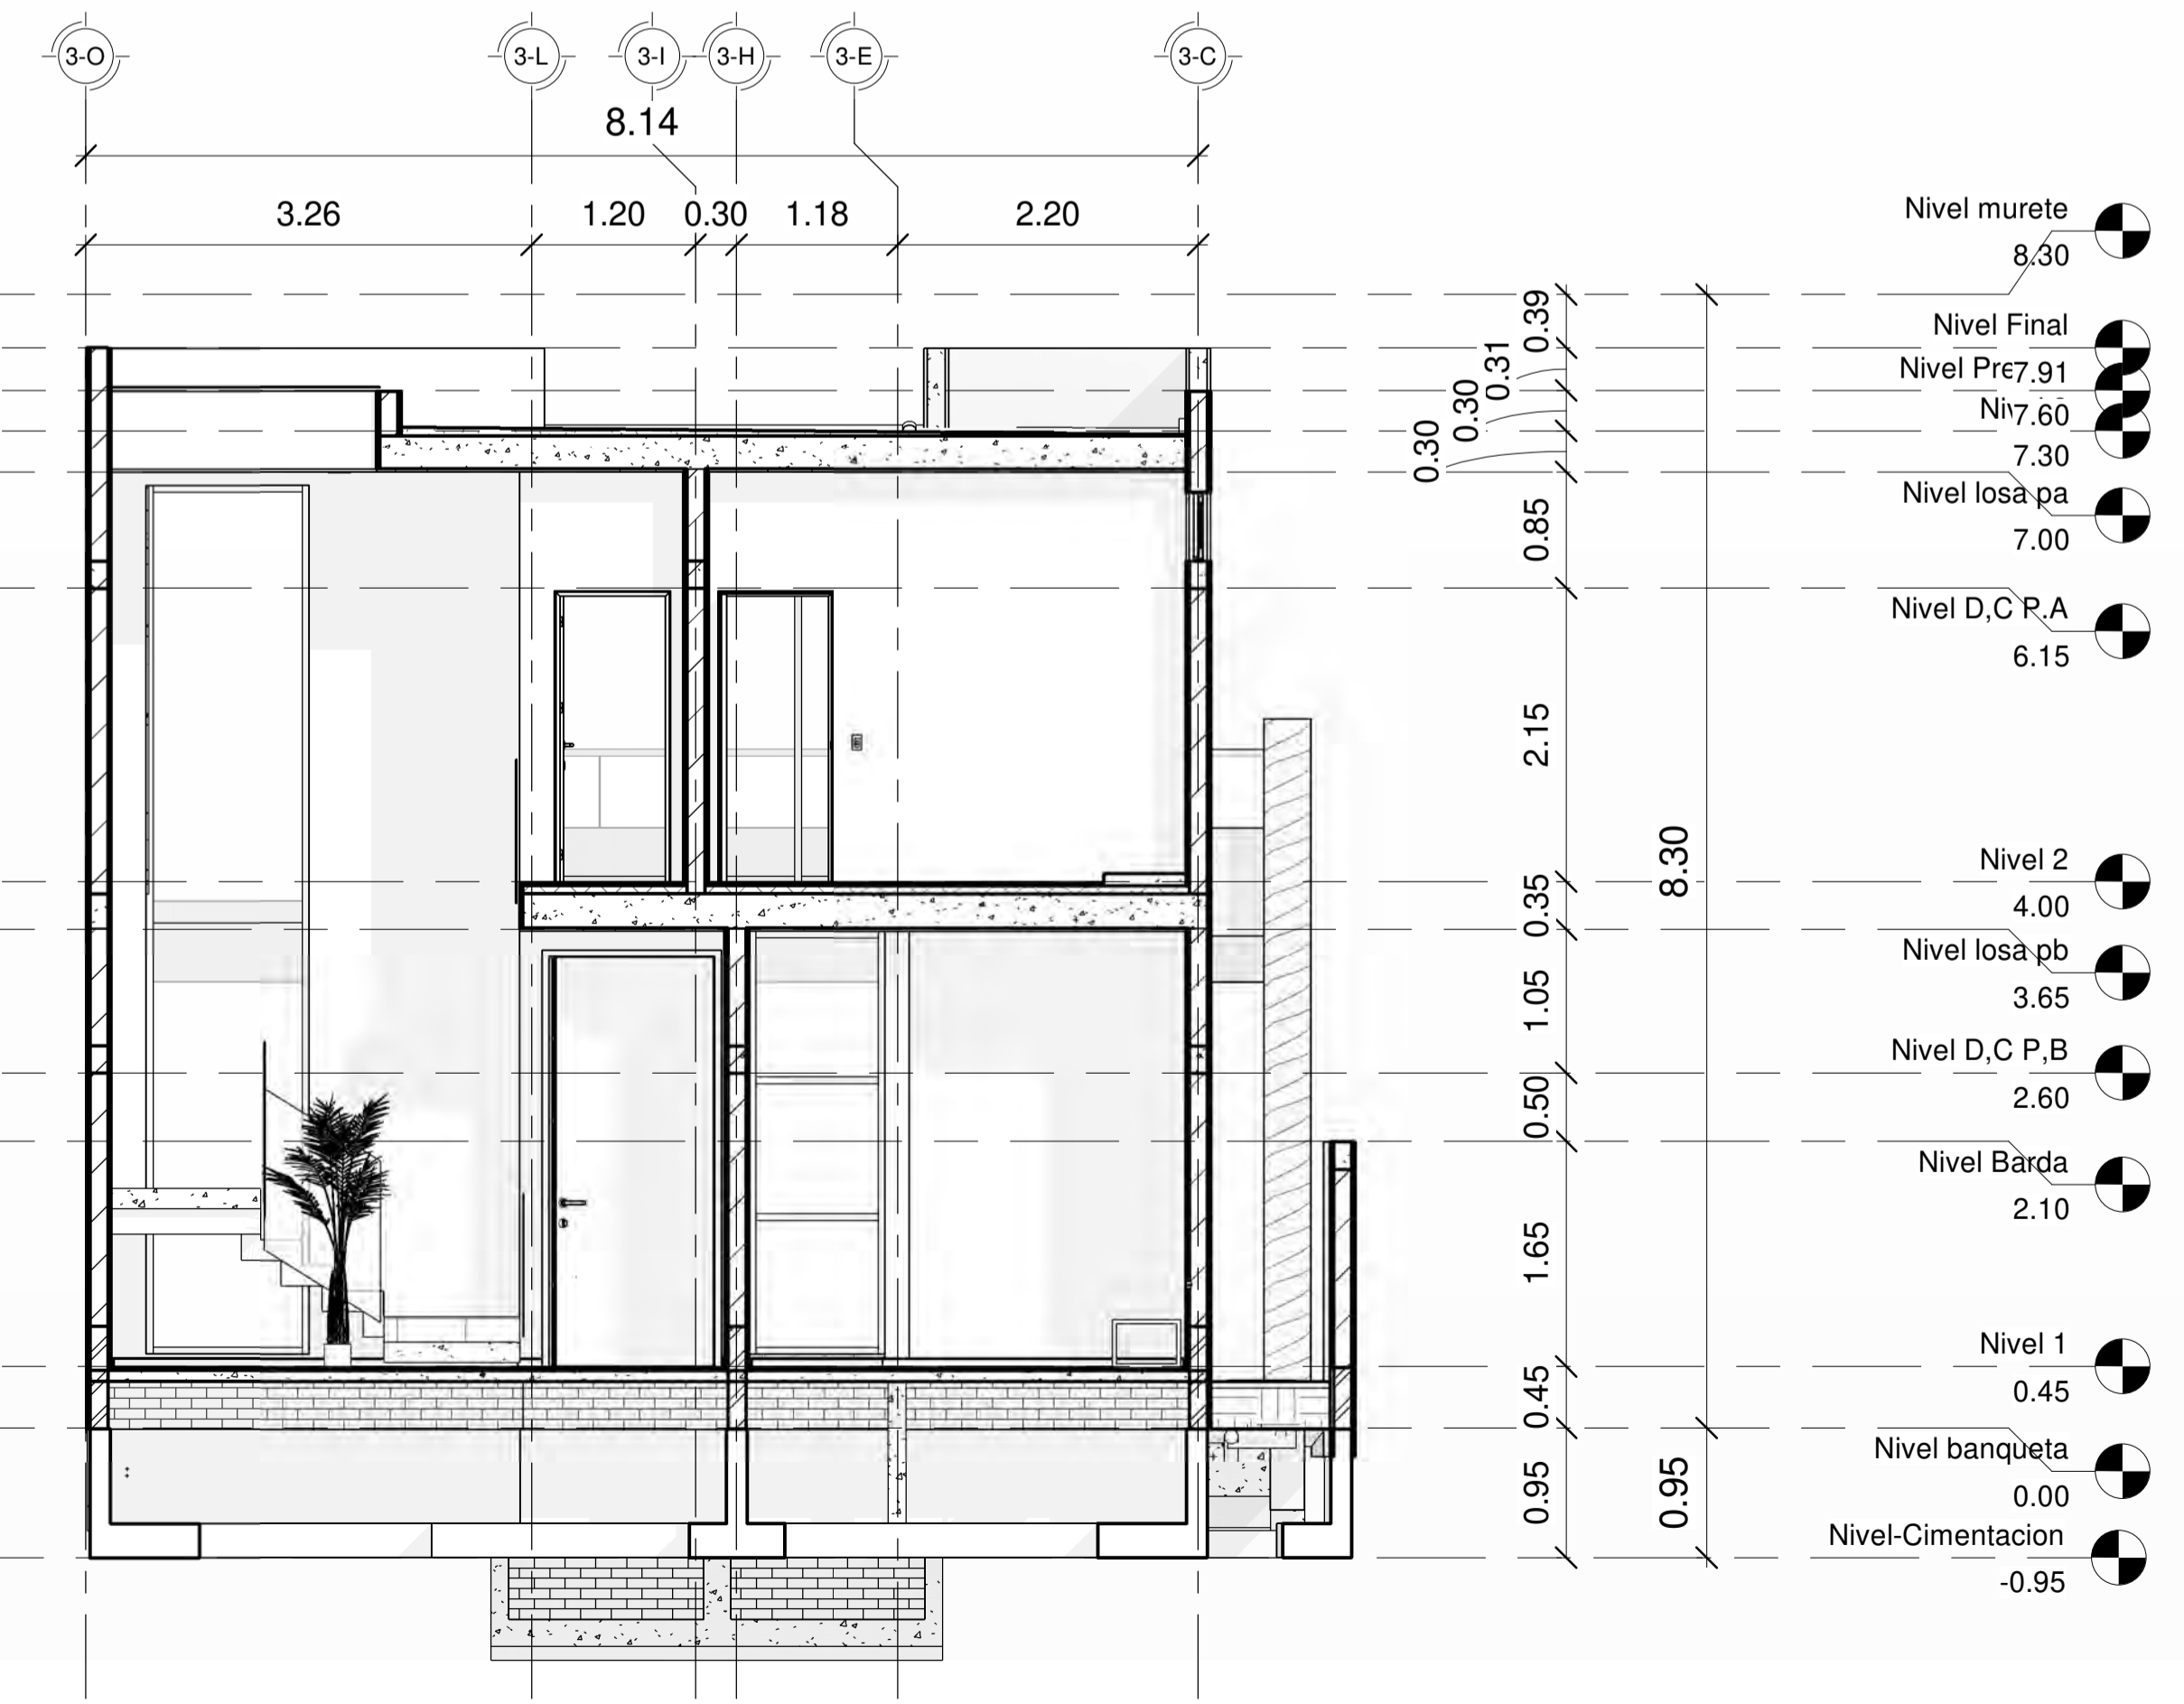 3-O 3-L 3-I 3-H 3-E 3-C
8.14
3.26 1.20 0.30 1.18 2.20
Nivel murete
8.30
0.39
Nivel Final
7.91
0.31
Nivel Pre
7.60
0.30
Niv
7.30
0.30
Nivel losa pa
7.00
0.85
Nivel D,C P.A
6.15
2.15
8.30
Nivel 2
4.00
0.35
Nivel losa pb
3.65
1.05
Nivel D,C P,B
2.60
0.50
Nivel Barda
2.10
1.65
Nivel 1
0.45
0.45
Nivel banqueta
0.00
0.95
0.95
Nivel-Cimentacion
-0.95